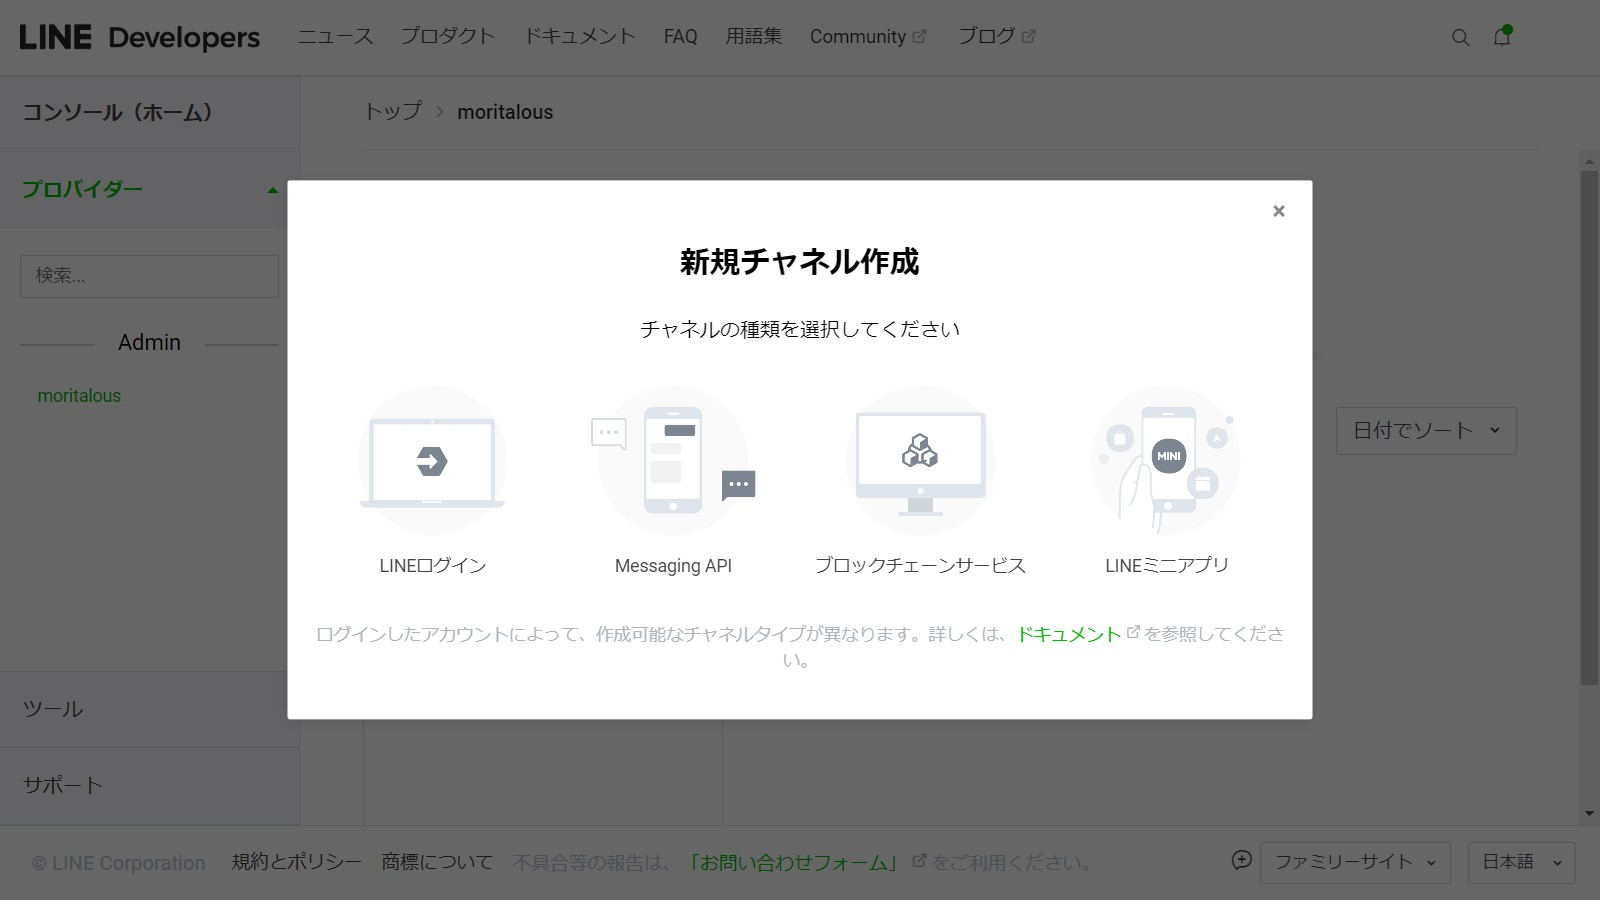 LINE Developers ニュース プロダクト ドキュメント FAQ 用語集 Community ブログ
コンソール（ホーム）
トップ > moritalous
プロバイダー
検索...
Admin
moritalous
日付でソート
×
新規チャネル作成
チャネルの種類を選択してください
MINI
LINEログイン Messaging API ブロックチェーンサービス LINEミニアプリ
ログインしたアカウントによって、作成可能なチャネルタイプが異なります。詳しくは、ドキュメントを参照してくださ
い。
ツール
サポート
© LINE Corporation 規約とポリシー 商標について 不具合等の報告は、「お問い合わせフォーム」をご利用ください。 ファミリーサイト 日本語